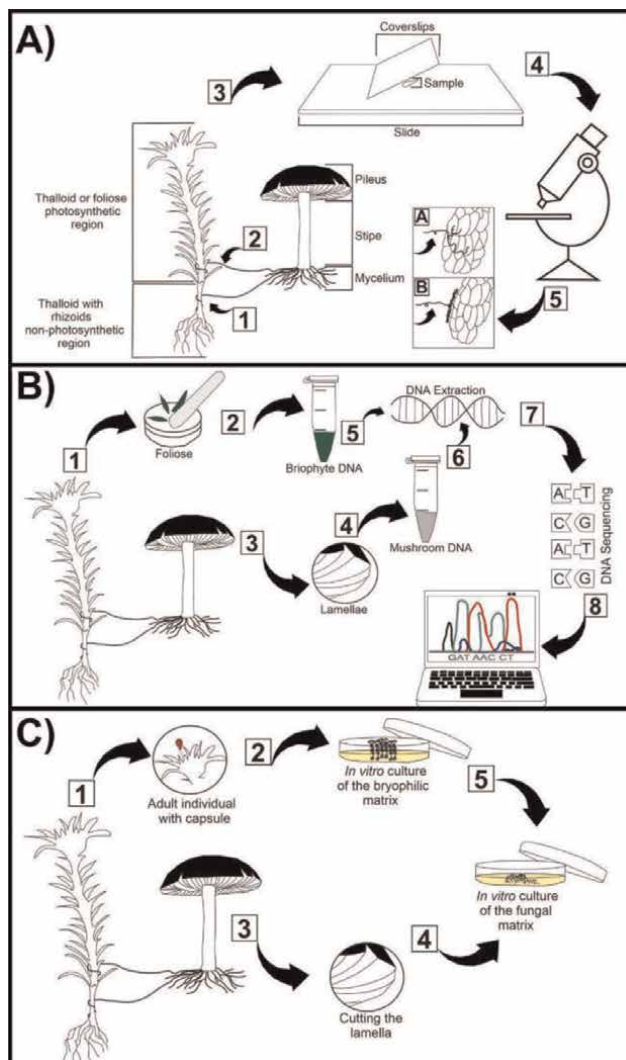 A)
Coverslips
3
4
Sample
Slide
Thalloid or foliose
photosynthetic
region
Pileus
2
Stipe
A
Mycelium
B
Thalloid with
rhizoids
non-photosynthetic
region
1
5
B)
1
Foliose
2
Briophyte DNA
5
DNA Extraction
7
6
3
4
Mushroom DNA
Lamellae
A T
C G
A T
C G
DNA Sequencing
8
GAT AAC CT
C)
1
Adult individual
with capsule
2
In vitro culture
of the bryophilic
matrix
5
In vitro culture
of the fungal
matrix
3
4
Cutting the
lamella